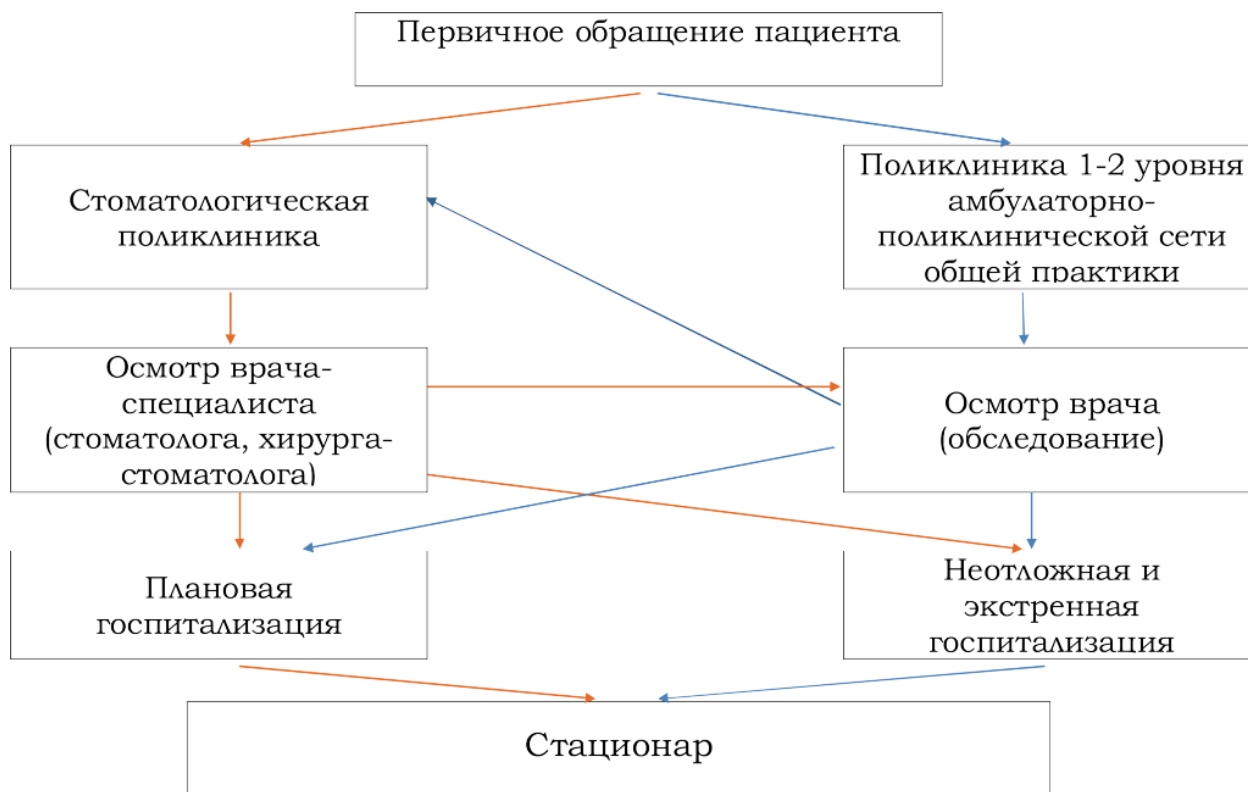 Первичное обращение пациента
Стоматологическая
поликлиника
Поликлиника 1-2 уровня
амбулаторно-
поликлинической сети
общей практики
Осмотр врача-
специалиста
(стоматолога, хирурга-
стоматолога)
Осмотр врача
(обследование)
Плановая
госпитализация
Неотложная и
экстренная
госпитализация
Стационар